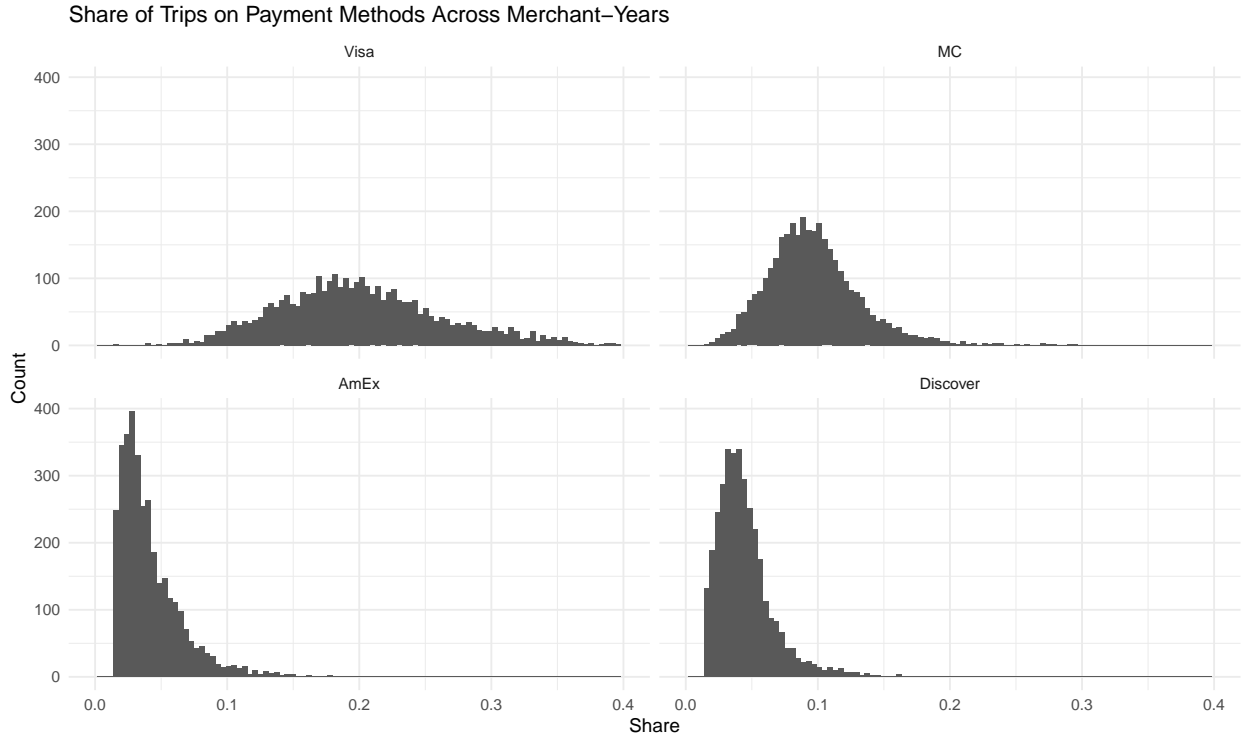 Share of Trips on Payment Methods Across Merchant−Years
Visa
MC
400
300
200
100
0
AmEx
Discover
400
300
200
100
0
0.0 0.1 0.2 0.3 0.4
0.0 0.1 0.2 0.3 0.4
Share
Count